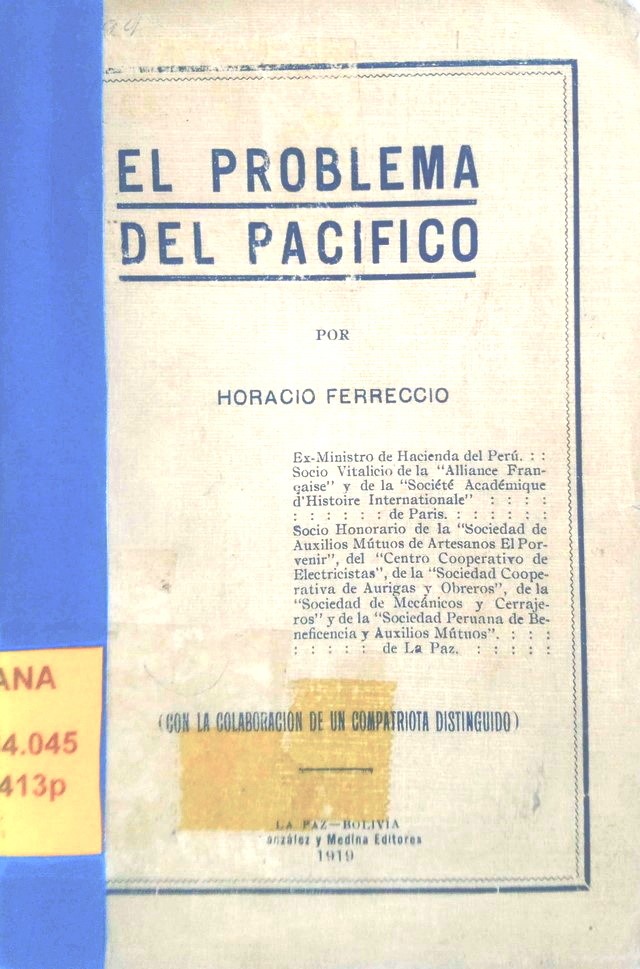 EL PROBLEMA
DEL PACIFICO
POR
HORACIO FERRECCIO
Ex-Ministro de Hacienda del Perú. : :
Socio Vitalicio de la “Alliance Fran-
çaise” y de la “Société Académique
d’Histoire Internationale” : : : :
: : : : : : de Paris. : : : : : :
Socio Honorario de la “Sociedad de
Auxilios Mútuos de Artesanos El Por-
venir”, del “Centro Cooperativo de
Electricistas”, de la “Sociedad Coope-
rativa de Aurigas y Obreros”, de la
“Sociedad de Mecánicos y Cerraje-
ros” y de la “Sociedad Peruana de Be-
neficencia y Auxilios Mútuos”. : : :
: : : : : de La Paz. : : : : :
(CON LA COLABORACION DE UN COMPATRIOTA DISTINGUIDO)
LA PAZ—BOLIVIA
onzález y Medina Editores
1919
ANA
4.045
413p